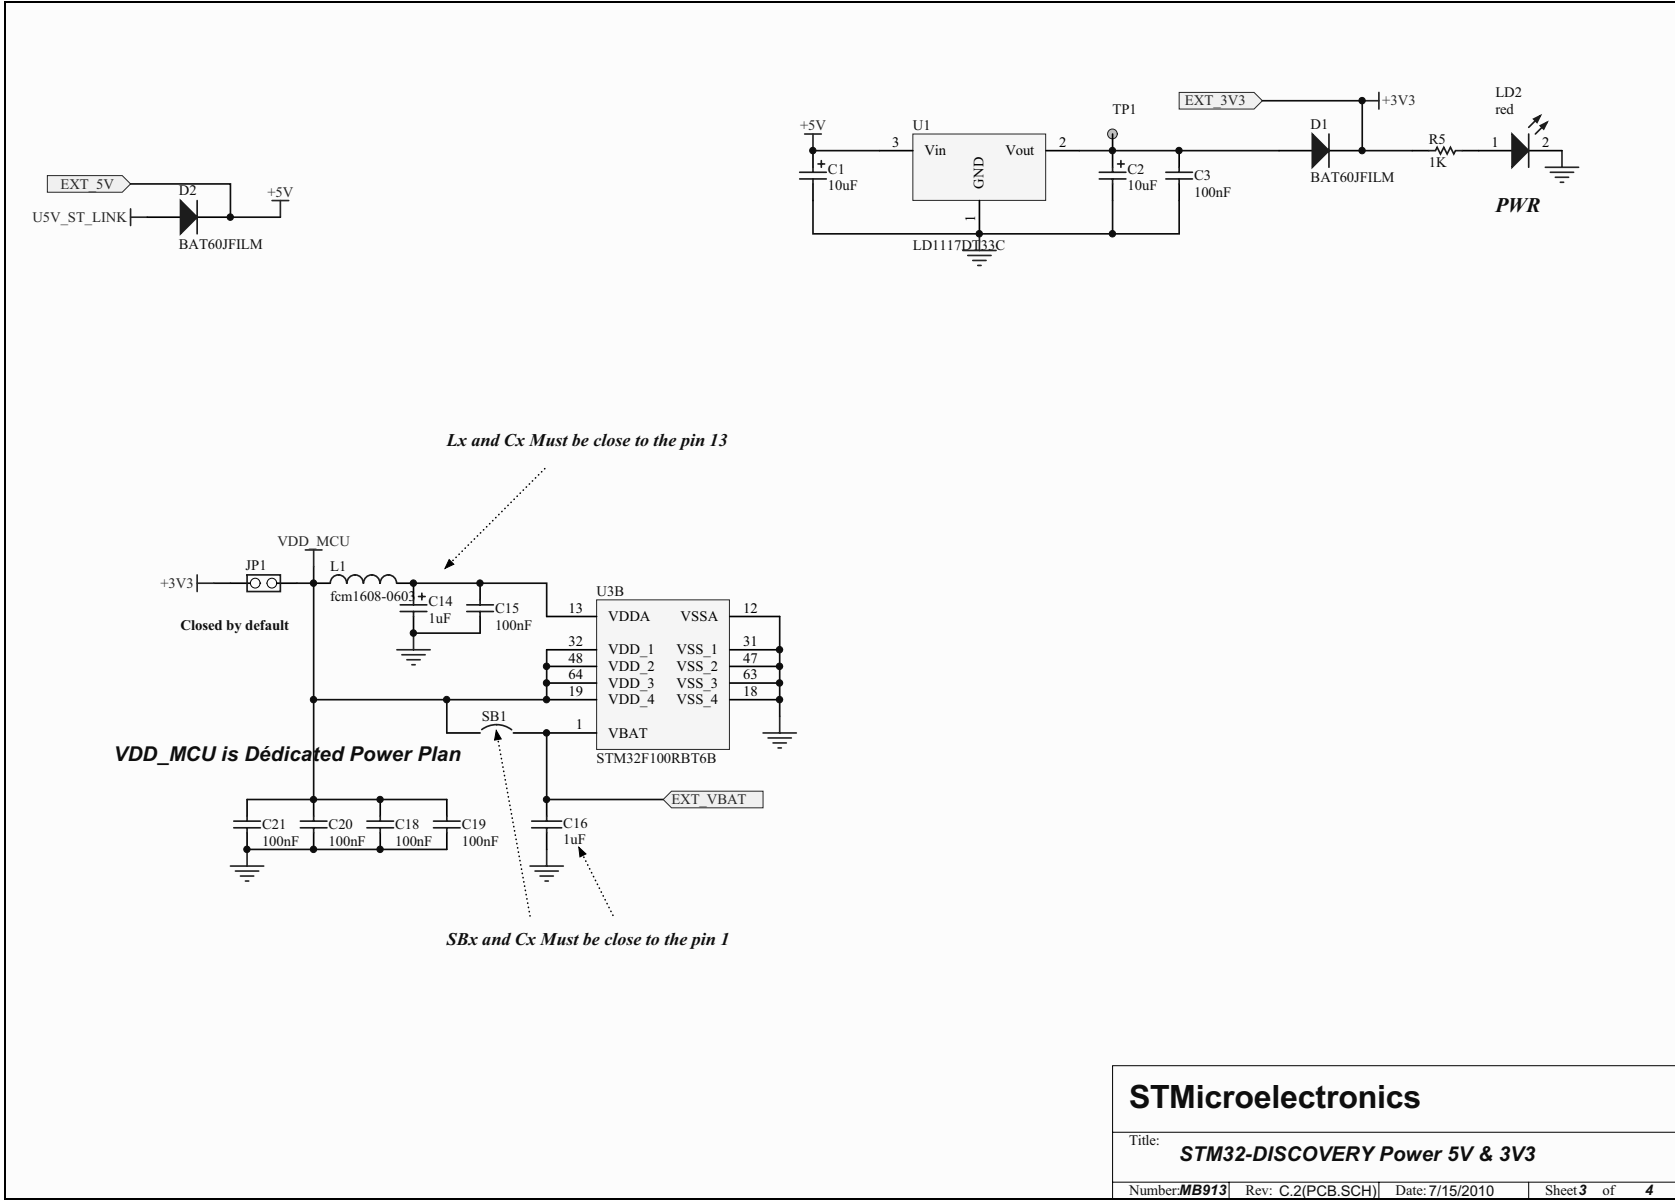 EXT_5V
D2
+5V
U5V_ST_LINK
BAT60JFILM
+5V
C1
10uF
3
U1
Vin
Vout
GND
1
2
LD1117DT33C
TP1
C2
10uF
C3
100nF
EXT_3V3
+3V3
D1
BAT60JFILM
R5
1K
LD2
red
1
2
PWR
Lx and Cx Must be close to the pin 13
VDD_MCU
+3V3
JP1
L1
fcm1608-0603
Closed by default
C14
1uF
C15
100nF
U3B
13 VDDA VSSA 12
32 VDD_1 VSS_1 31
48 VDD_2 VSS_2 47
64 VDD_3 VSS_3 63
19 VDD_4 VSS_4 18
SB1
1 VBAT
STM32F100RBT6B
VDD_MCU is Dédicated Power Plan
EXT_VBAT
C21
100nF
C20
100nF
C18
100nF
C19
100nF
C16
1uF
SBx and Cx Must be close to the pin 1
STMicroelectronics
Title:
STM32-DISCOVERY Power 5V & 3V3
Number:MB913 Rev: C.2(PCB.SCH) Date:7/15/2010 Sheet3 of 4